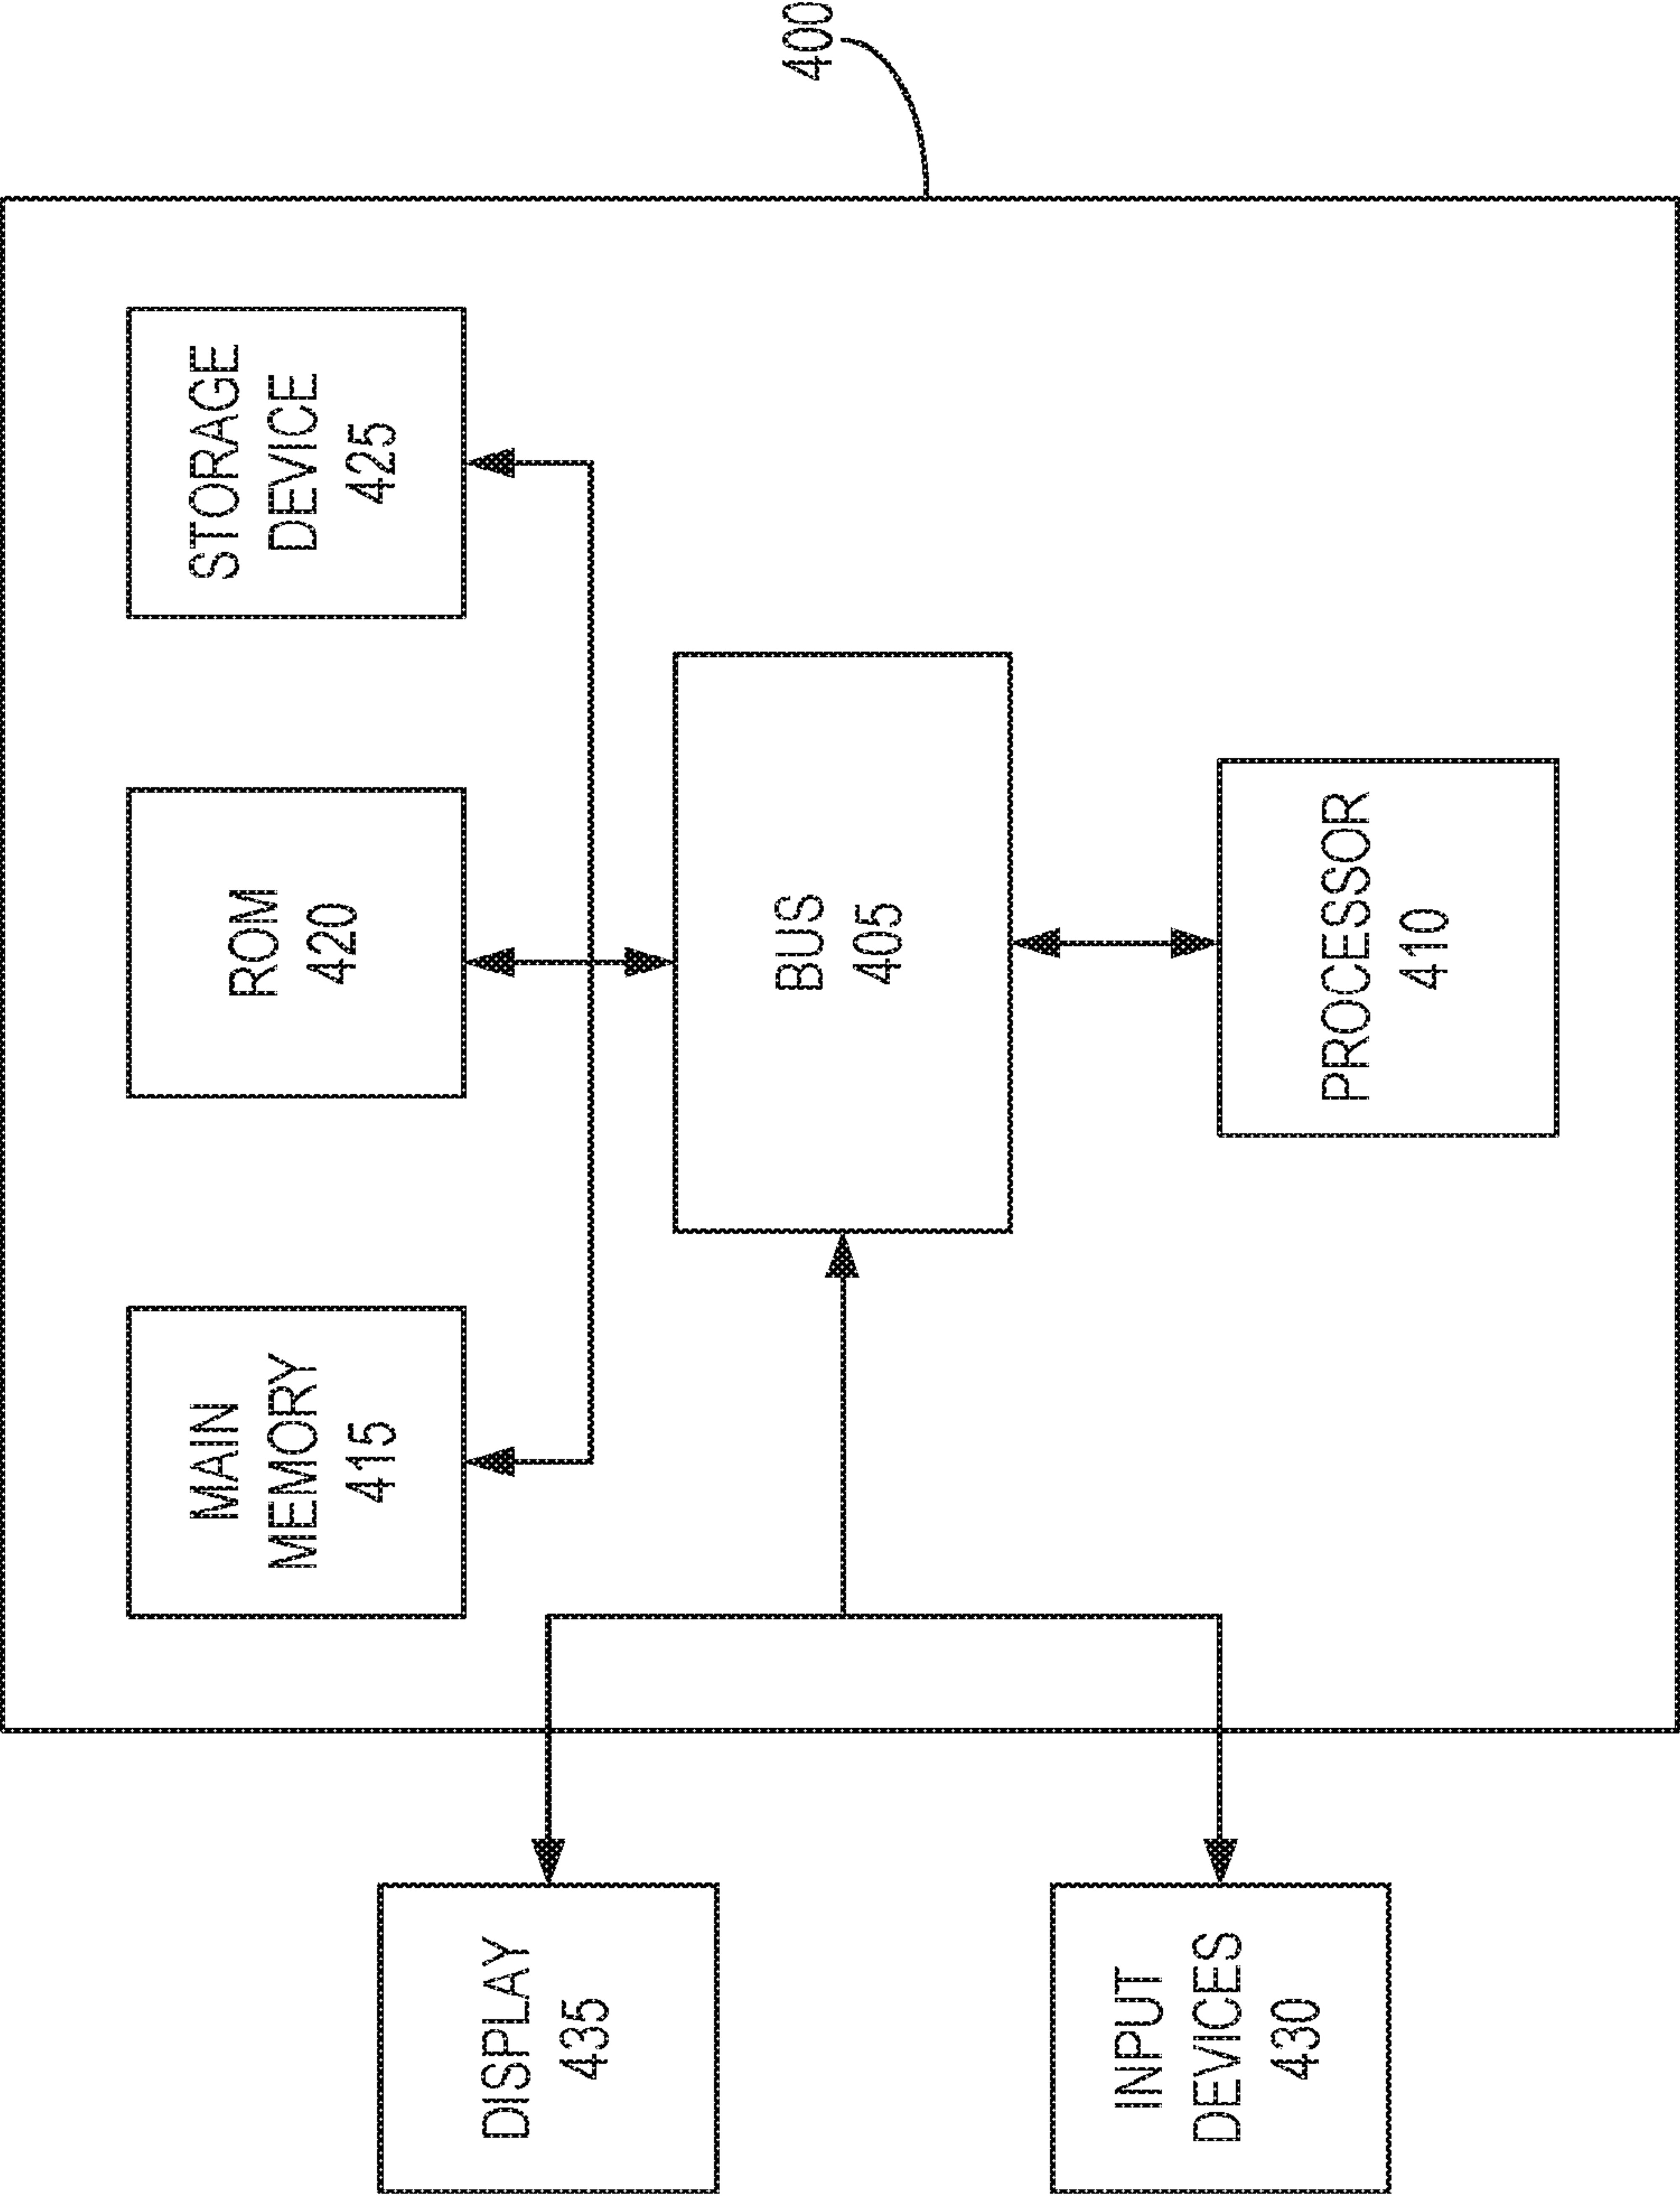 400
MAIN
MEMORY
415
ROM
420
STORAGE
DEVICE
425
DISPLAY
435
BUS
405
INPUT
DEVICES
430
PROCESSOR
410